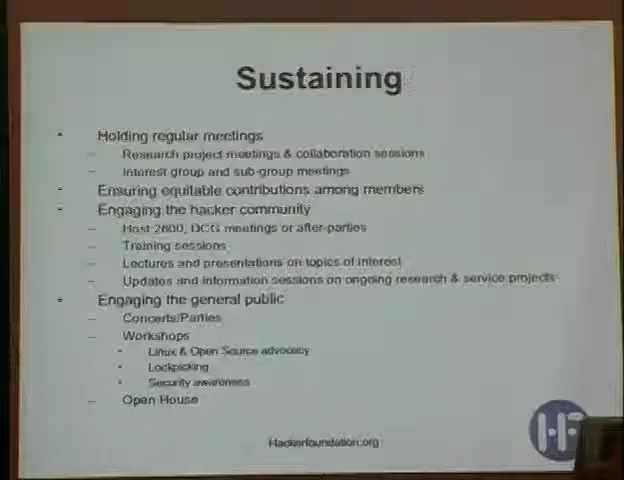 Sustaining
Holding regular meetings
Research project meetings & collaboration sessions
Interest group and sub-group meetings
Ensuring equitable contributions among members
Engaging the hacker community
Host 2600, DCG meetings or after-parties
Training sessions
Lectures and presentations on topics of interest
Updates and information sessions on ongoing research & service projects
Engaging the general public
Concerts/Parties
Workshops
Linux & Open Source advocacy
Lockpicking
Security awareness
Open House
Hackerfoundation.org
HF